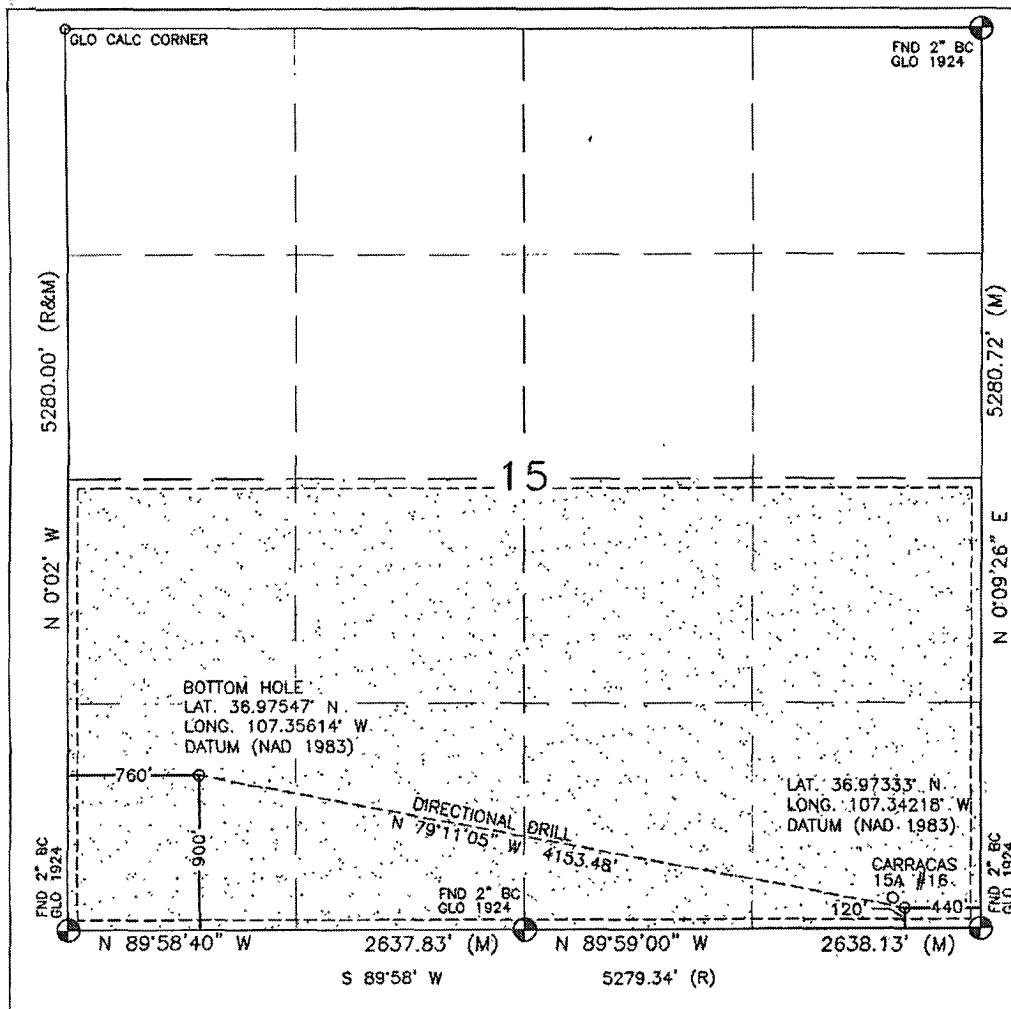 GLO CALC CORNER
FND 2" BC
GLO 1924
5280.00' (R&M)
N 0°02' W
5280.72' (M)
N 0°09'26" E
15
BOTTOM HOLE
LAT. 36.97547° N
LONG. 107.35614° W
DATUM (NAD 1983)
760'
900'
DIRECTIONAL DRILL
N 79°11'05" W 4153.48'
LAT. 36.97333° N
LONG. 107.34218° W
DATUM (NAD 1983)
CARRACAS
15A #16
120'
440'
FND 2" BC
GLO 1924
FND 2" BC
GLO 1924
FND 2" BC
GLO 1924
N 89°58'40" W 2637.83' (M) N 89°59'00" W 2638.13' (M)
S 89°58' W 5279.34' (R)